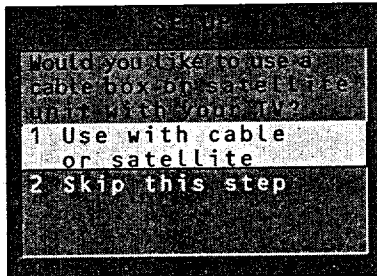 SETUP
Would you like to use a
cable box or satellite
unit with your TV?
1 Use with cable
or satellite
2 Skip this step